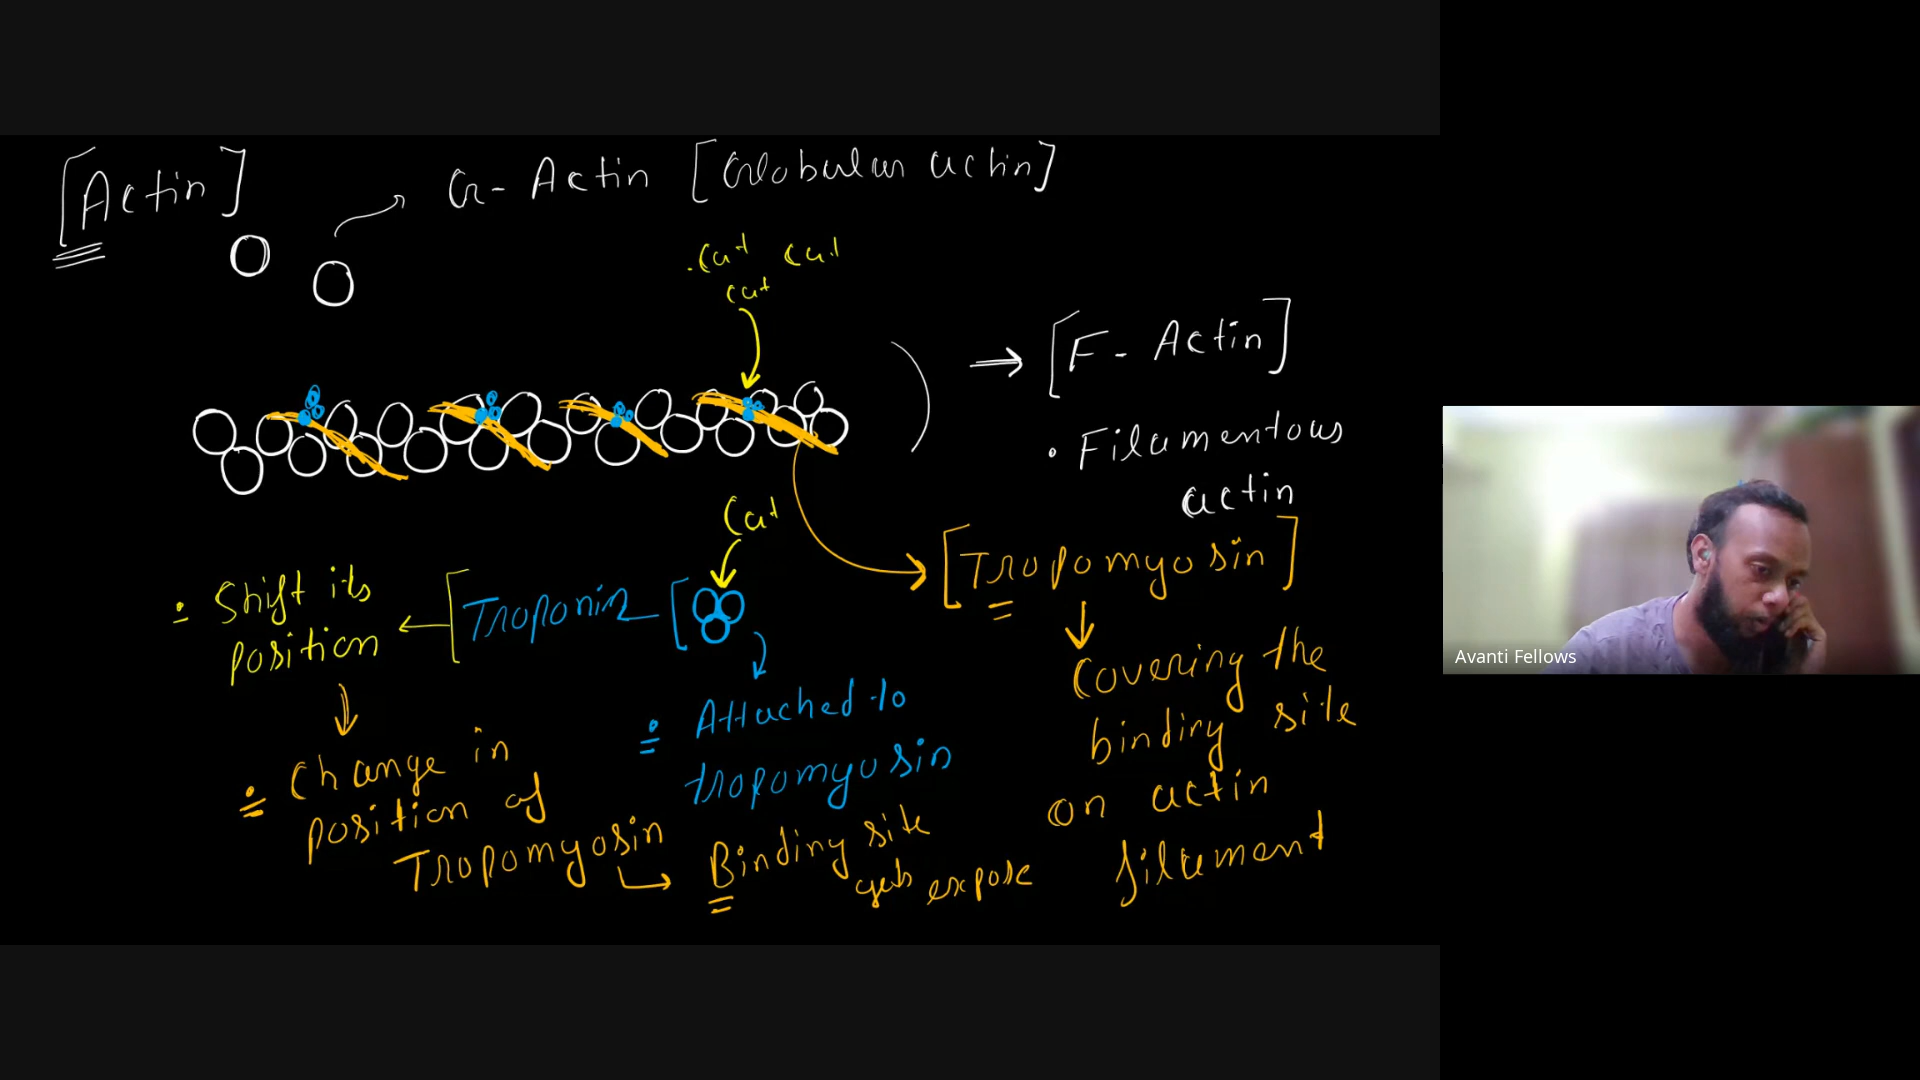 [Actin]
G-Actin [Globular actin]
Ca+ Ca+
Ca+
⇒ [F-Actin]
• Filamentous
actin
Ca+
[Tropomyosin]
Shift its
position
[Troponin – [
Covering the
binding site
on actin
filament
Attached to
tropomyosin
Change in
position of
Tropomyosin
Binding site
gets expose
Avanti Fellows